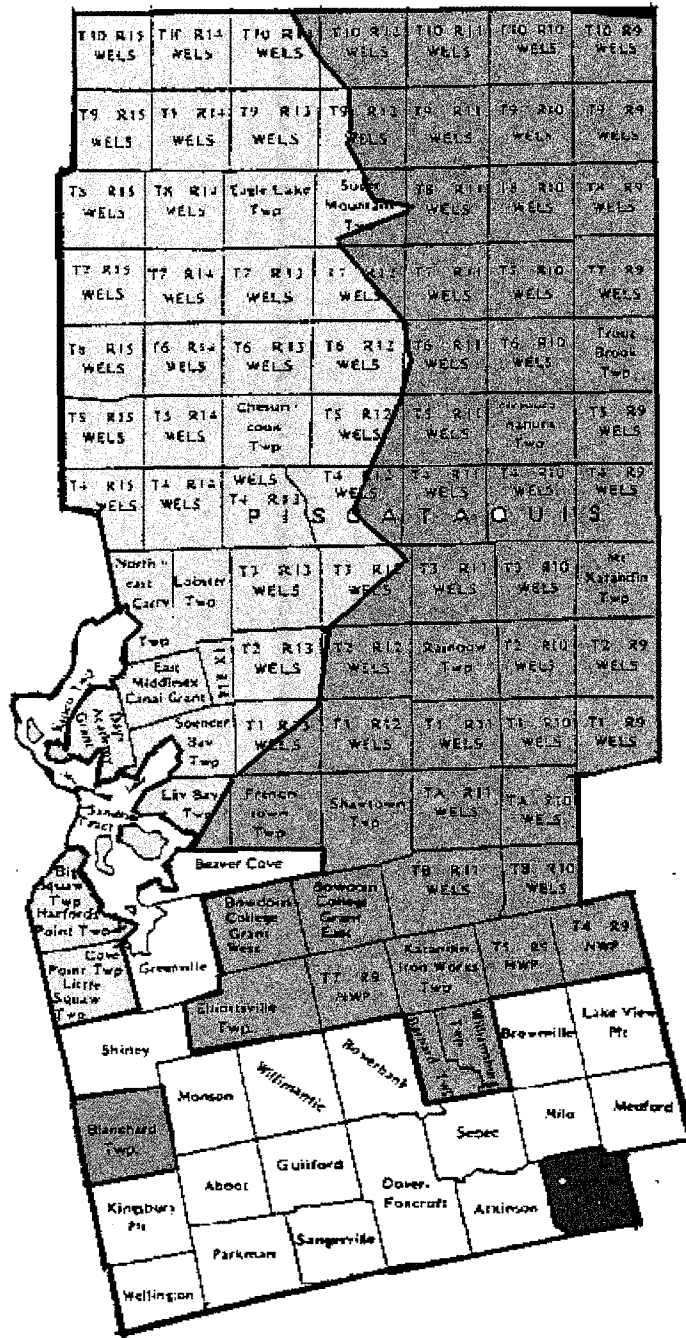 T10 R15 WELS
T10 R14 WELS
T10 R13 WELS
T10 R12 WELS
T10 R11 WELS
T10 R10 WELS
T10 R9 WELS
T9 R15 WELS
T9 R14 WELS
T9 R13 WELS
T9 R12 WELS
T9 R11 WELS
T9 R10 WELS
T9 R9 WELS
T8 R15 WELS
T8 R14 WELS
Eagle Lake Twp
Soper Mountain Twp
T8 R11 WELS
T8 R10 WELS
T8 R9 WELS
T7 R15 WELS
T7 R14 WELS
T7 R13 WELS
T7 R12 WELS
T7 R11 WELS
T7 R10 WELS
T7 R9 WELS
T6 R15 WELS
T6 R14 WELS
T6 R13 WELS
T6 R12 WELS
T6 R11 WELS
T6 R10 WELS
Trout Brook Twp
T5 R15 WELS
T5 R14 WELS
Chesuncook Twp
T5 R12 WELS
T5 R11 WELS
Twp
T5 R9 WELS
T4 R15 WELS
T4 R14 WELS
WELS T4 R13
T4 R12 WELS
T4 R11 WELS
T4 R10 WELS
T4 R9 WELS
PISCATAQUIS
North-east Carry Twp
Lobster Twp
T3 R13 WELS
T3 R12 WELS
T3 R11 WELS
T3 R10 WELS
Mt Katahdin Twp
East Middlesex Canal Grant
T2 R13 WELS
T2 R12 WELS
Rainbow Twp
T2 R10 WELS
T2 R9 WELS
Spencer Bay Twp
T1 R13 WELS
T1 R12 WELS
T1 R11 WELS
T1 R10 WELS
T1 R9 WELS
Lily Bay Twp
Frenchtown Twp
Shawtown Twp
TA R11 WELS
TA R10 WELS
Beaver Cove
Big Squaw Twp
Harfords Point Twp
Bowdoin College Grant West
Bowdoin College Grant East
TB R11 WELS
TB R10 WELS
Cove Point Twp
Little Squaw Twp
Greenville
Elliottsville Twp.
T7 R9 NWP
Katahdin Iron Works Twp
T5 R9 NWP
T4 R9 NWP
Shirley
Monson
Willimantic
Bowerbank
Brownville
Lake View Plt
Blanchard Twp.
Abbot
Guilford
Sebec
Milo
Medford
Kingsbury Plt
Parkman
Sangerville
Dover-Foxcroft
Atkinson
Wellington